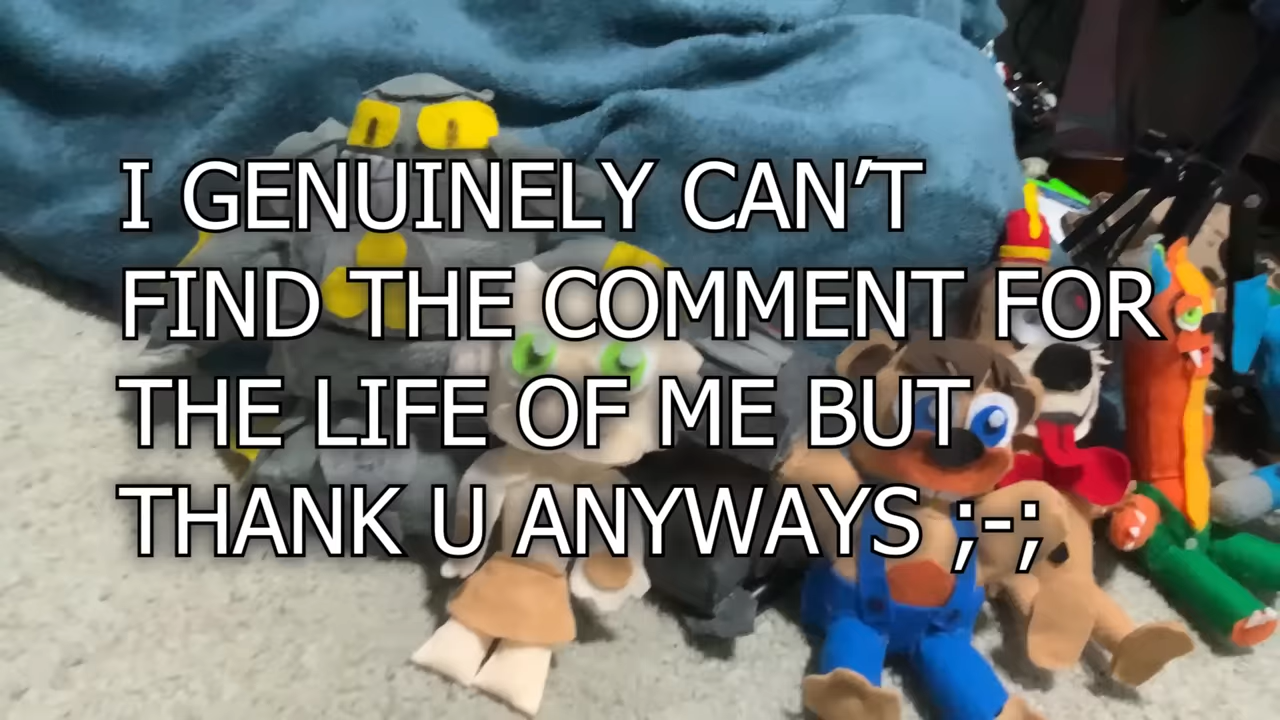 I GENUINELY CAN'T
FIND THE COMMENT FOR
THE LIFE OF ME BUT
THANK U ANYWAYS ;-;